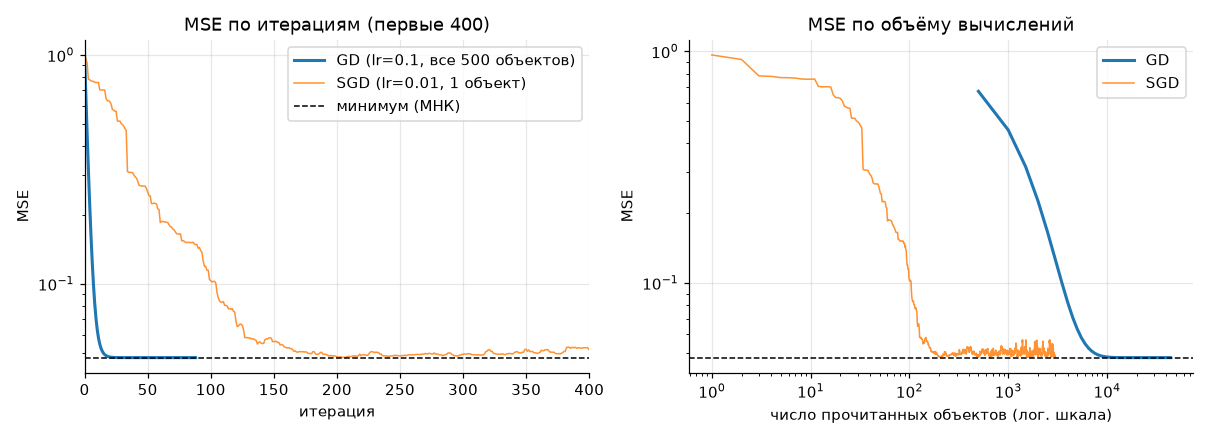 MSE по итерациям (первые 400)
MSE
10⁰
10⁻¹
GD (lr=0.1, все 500 объектов)
SGD (lr=0.01, 1 объект)
минимум (МНК)
0 50 100 150 200 250 300 350 400
итерация
MSE по объёму вычислений
MSE
10⁰
10⁻¹
GD
SGD
10⁰ 10¹ 10² 10³ 10⁴
число прочитанных объектов (лог. шкала)